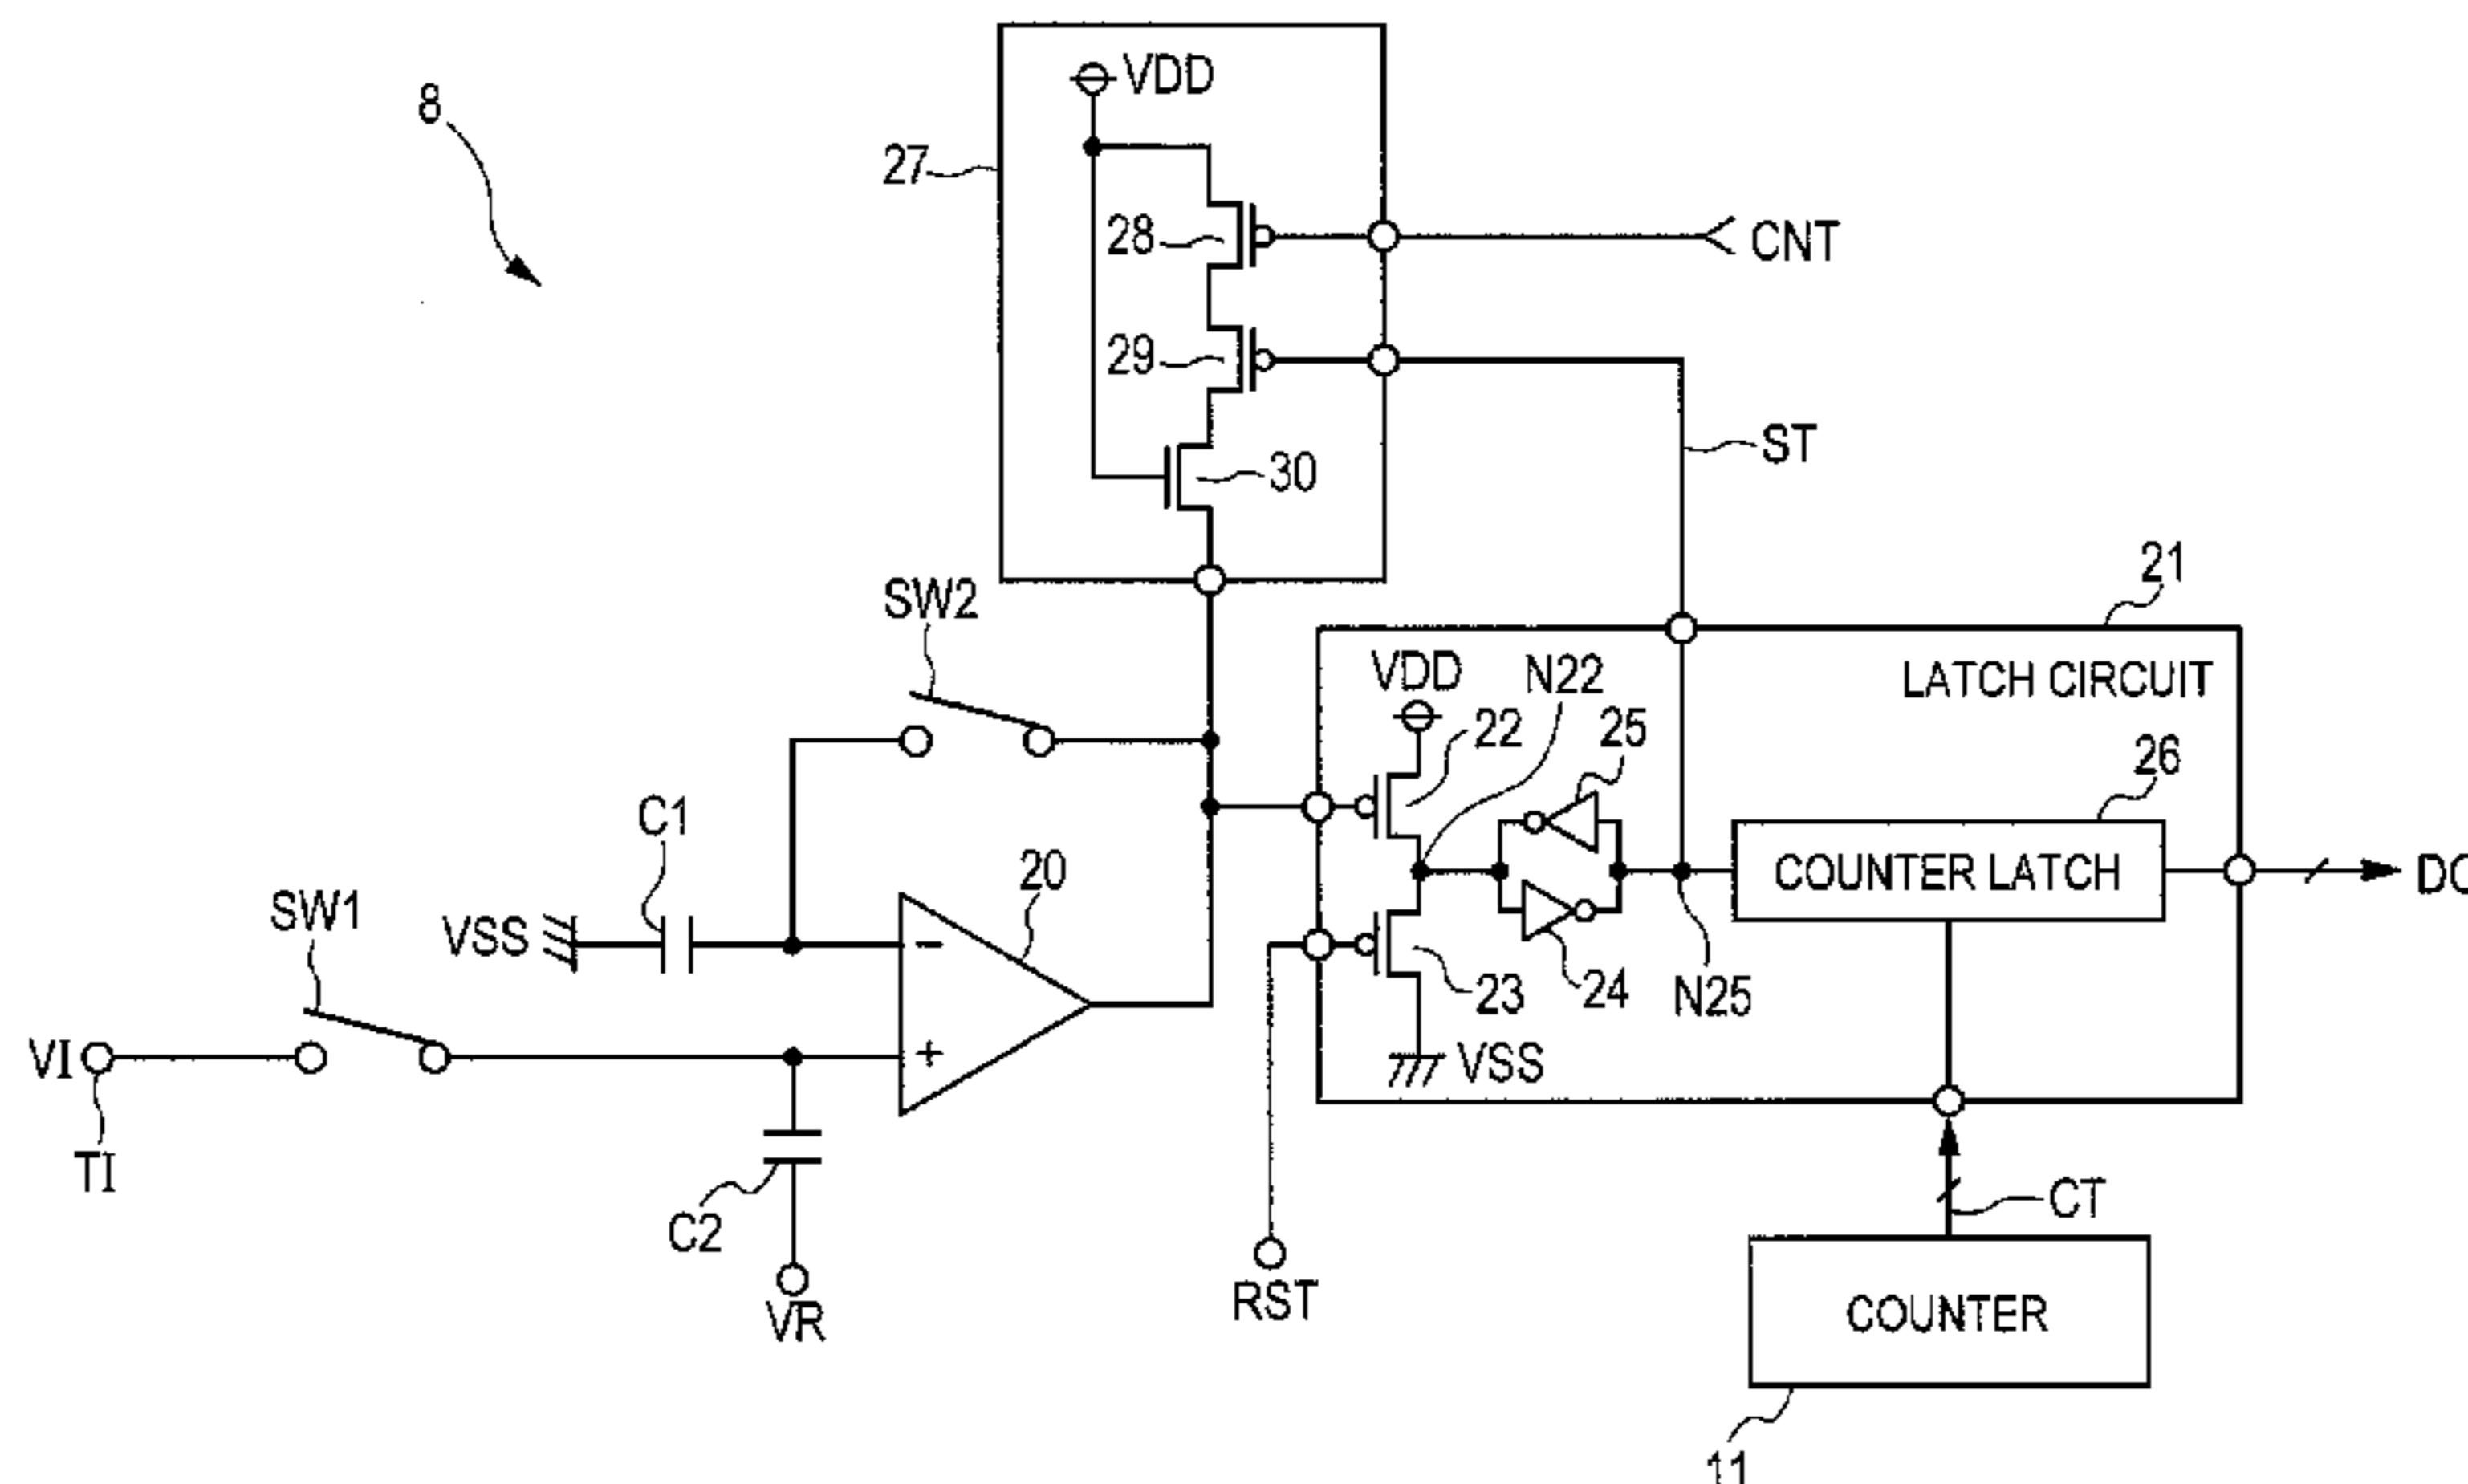 8
VDD
27
28
CNT
29
ST
30
21
SW2
LATCH CIRCUIT
VDD
N22
22
25
26
C1
20
COUNTER LATCH
SW1
VSS
23
24
N25
VI
VSS
TI
C2
CT
VR
RST
COUNTER
11